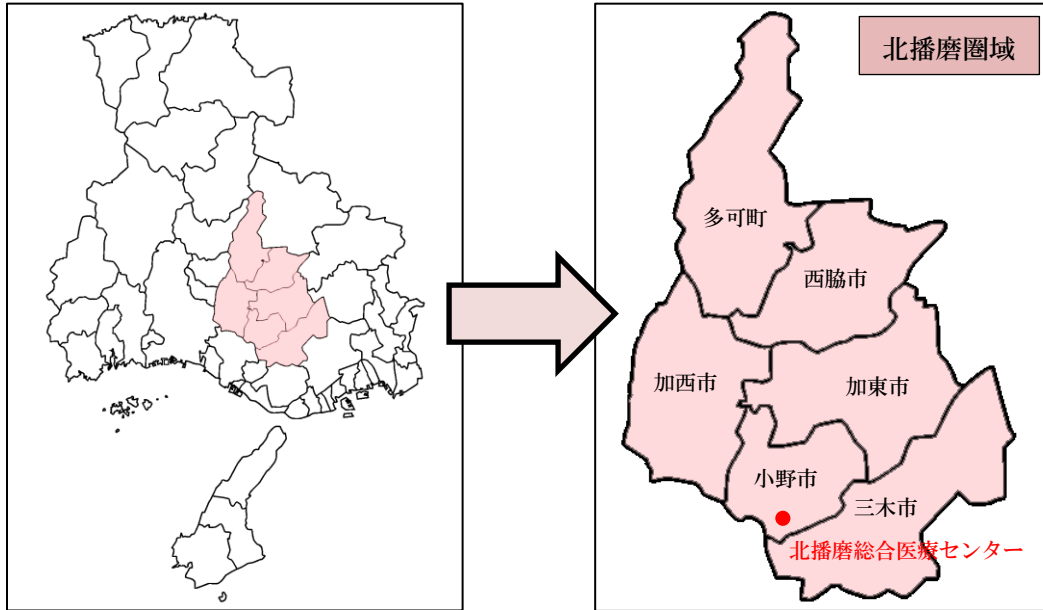 北播磨圏域
多可町
西脇市
加西市
加東市
小野市
三木市
北播磨総合医療センター